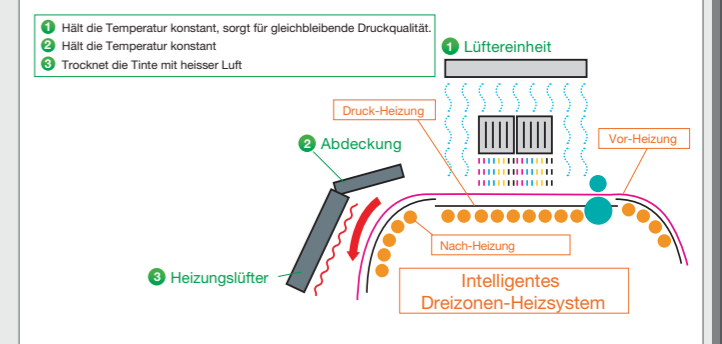 1 Hält die Temperatur konstant, sorgt für gleichbleibende Druckqualität.
2 Hält die Temperatur konstant
3 Trocknet die Tinte mit heisser Luft
1 Lüftereinheit
Druck-Heizung
Vor-Heizung
2 Abdeckung
Nach-Heizung
3 Heizungslüfter
Intelligentes
Dreizonen-Heizsystem